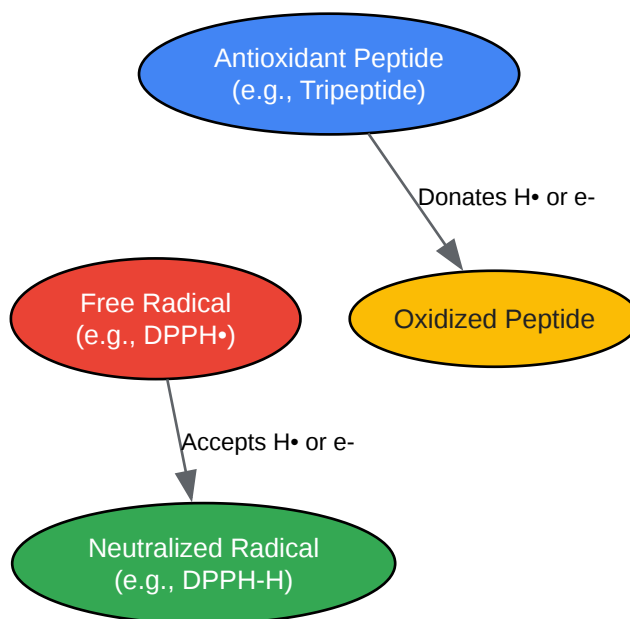 Antioxidant Peptide
(e.g., Tripeptide)
Donates H• or e-
Free Radical
(e.g., DPPH•)
Oxidized Peptide
Accepts H• or e-
Neutralized Radical
(e.g., DPPH-H)